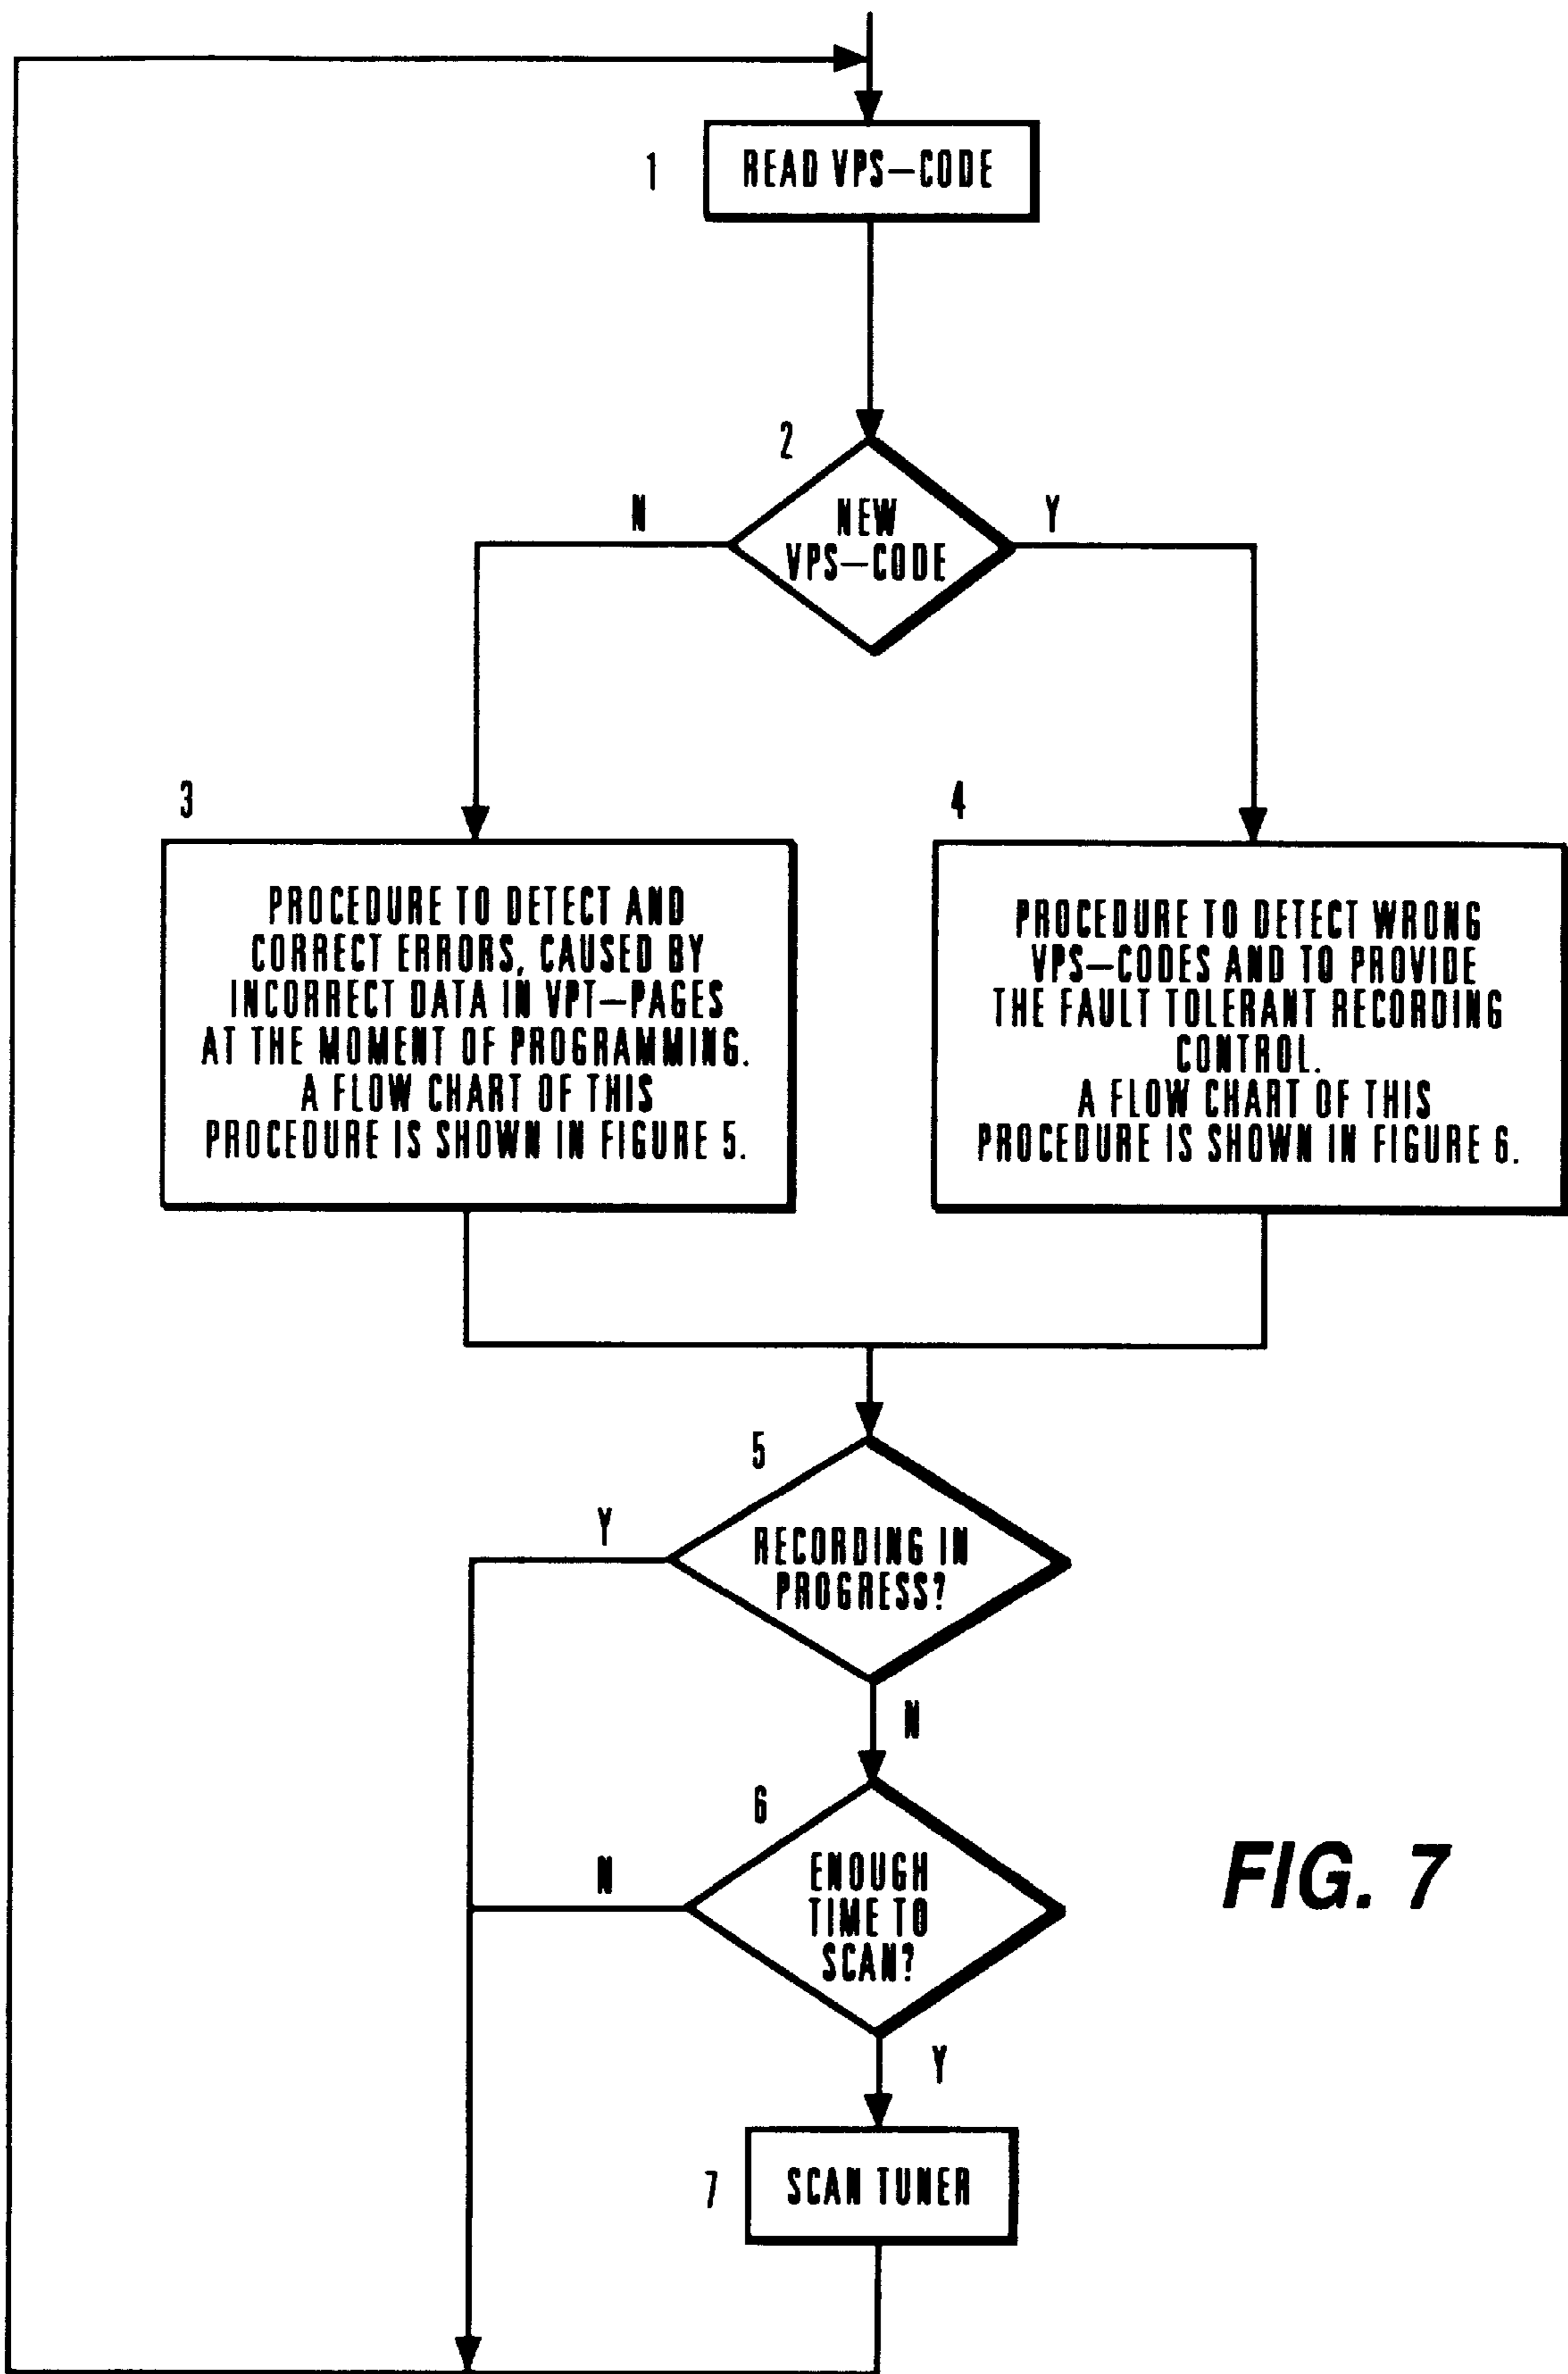 1
READ VPS–CODE
2
N
NEW
VPS–CODE
Y
3
PROCEDURE TO DETECT AND
CORRECT ERRORS, CAUSED BY
INCORRECT DATA IN VPT–PAGES
AT THE MOMENT OF PROGRAMMING.
A FLOW CHART OF THIS
PROCEDURE IS SHOWN IN FIGURE 5.
4
PROCEDURE TO DETECT WRONG
VPS–CODES AND TO PROVIDE
THE FAULT TOLERANT RECORDING
CONTROL.
A FLOW CHART OF THIS
PROCEDURE IS SHOWN IN FIGURE 6.
5
Y
RECORDING IN
PROGRESS?
N
6
N
ENOUGH
TIME TO
SCAN?
Y
FIG. 7
7
SCAN TUNER